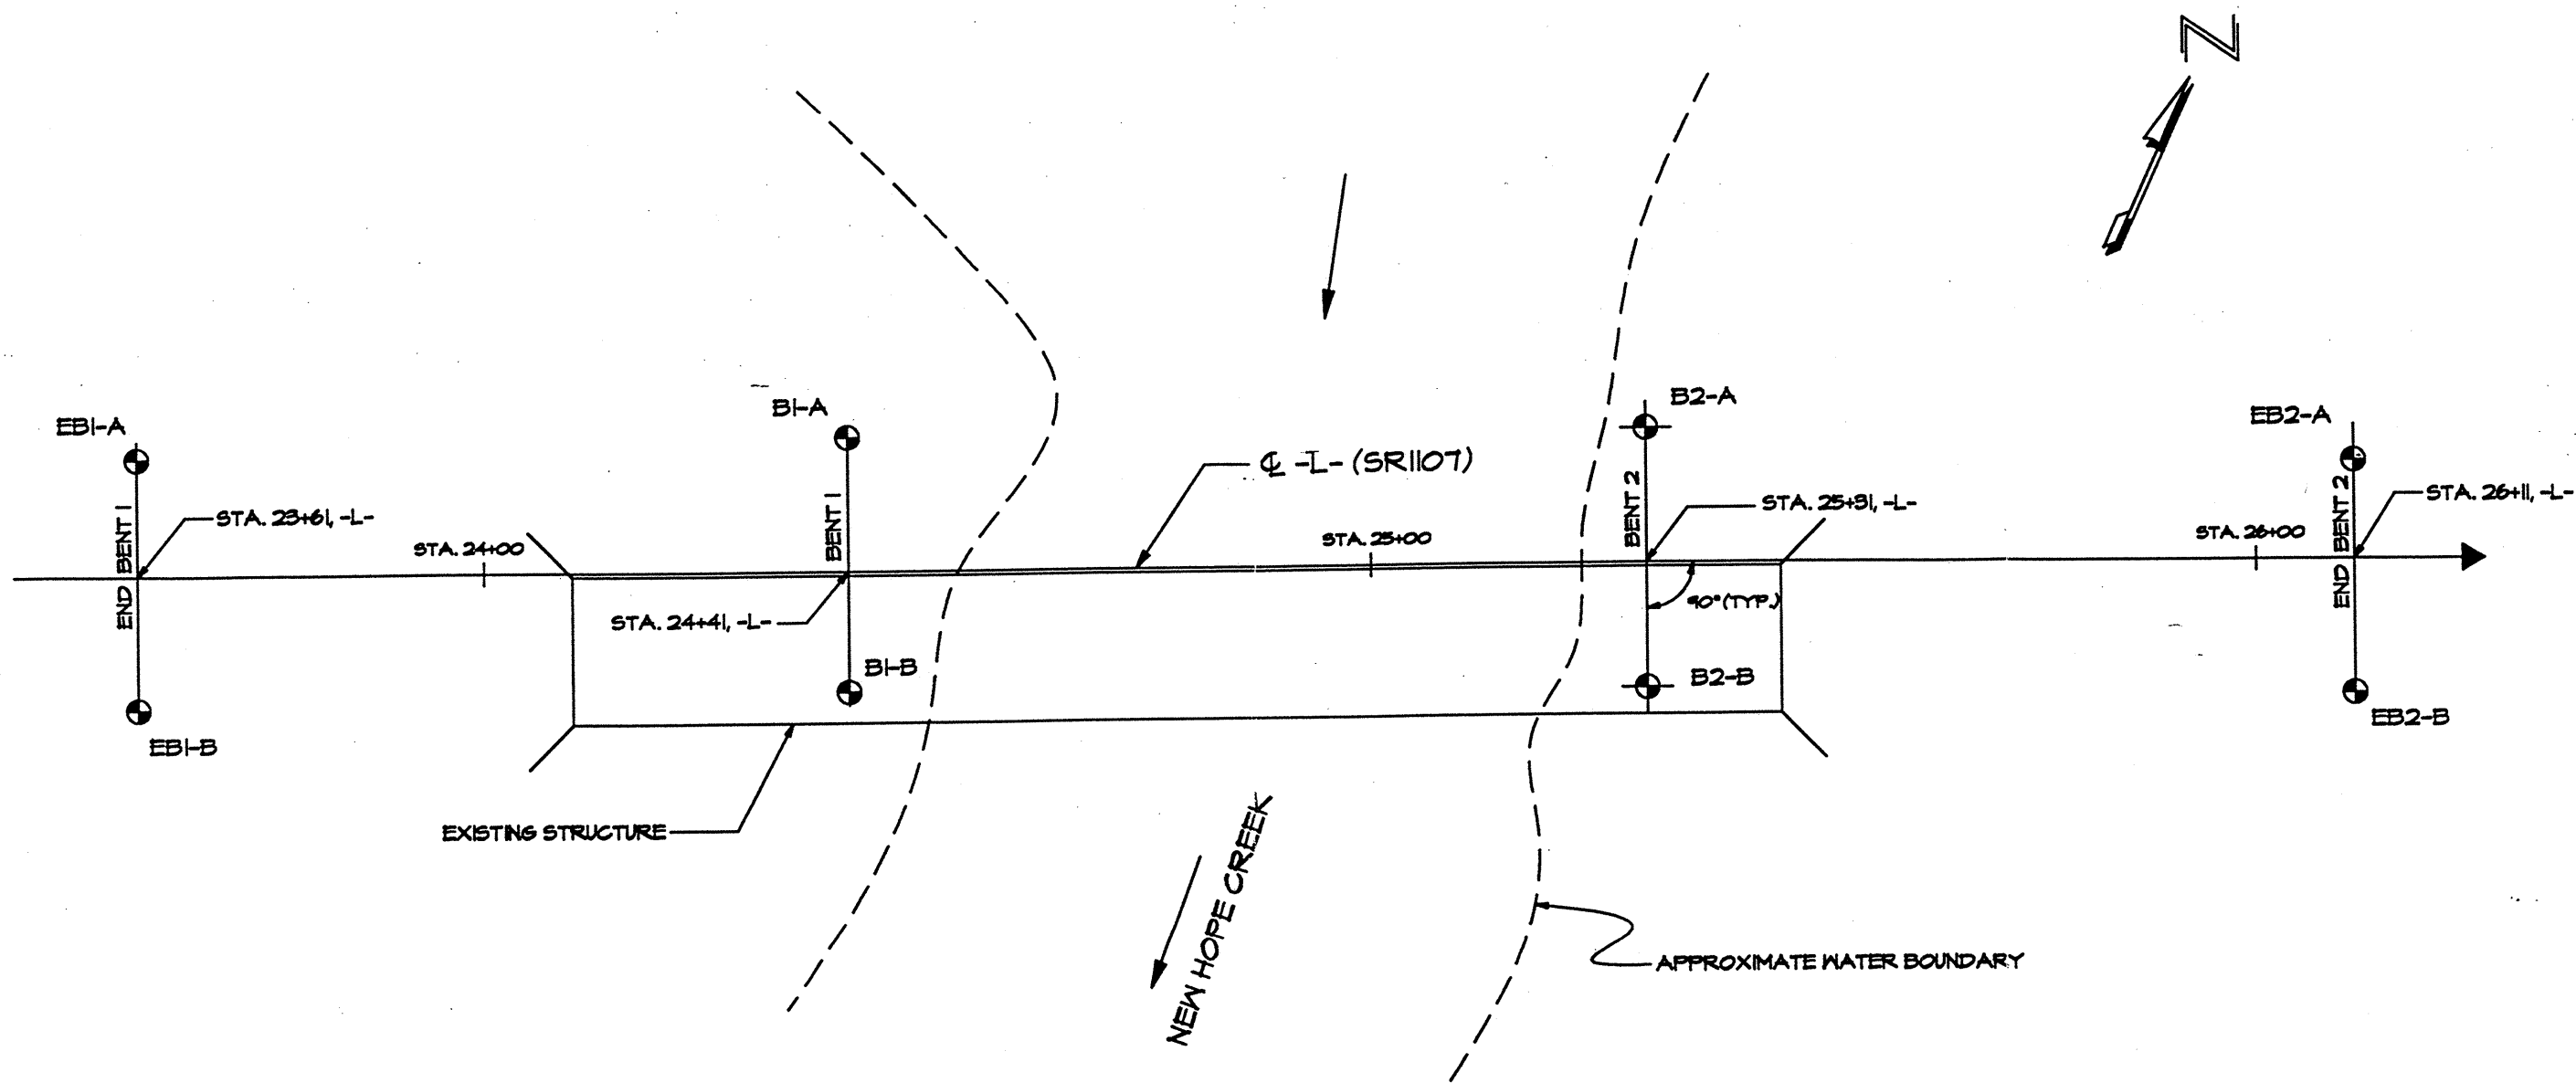 N
B2-A
B1-A
EB2-A
EB1-A
℄ -L- (SR1107)
BENT 1
BENT 2
STA. 26+11, -L-
STA. 25+31, -L-
STA. 23+61, -L-
END BENT 1
STA. 24+00
STA. 25+00
STA. 26+00
END BENT 2
90° (TYP.)
STA. 24+41, -L-
B1-B
B2-B
EB2-B
EB1-B
EXISTING STRUCTURE
NEW HOPE CREEK
APPROXIMATE WATER BOUNDARY